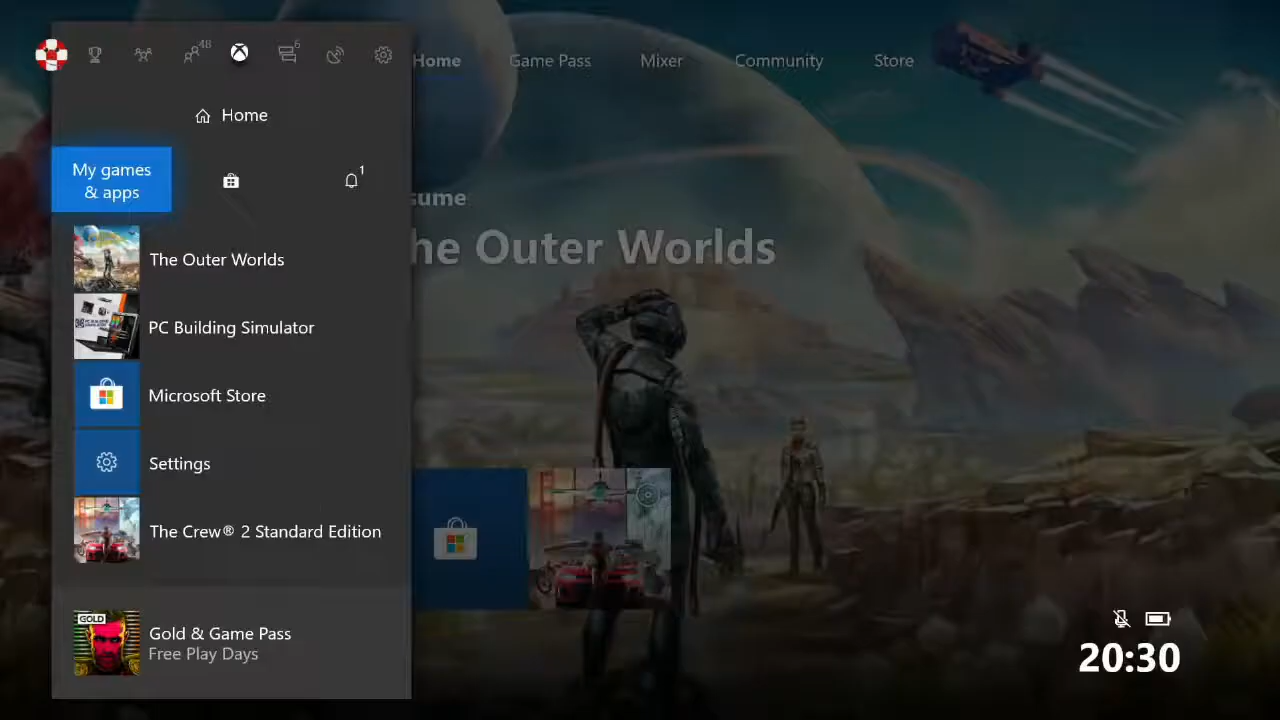 48
6
Home
Game Pass
Mixer
Community
Store
Home
My games
& apps
1
sume
he Outer Worlds
The Outer Worlds
PC Building Simulator
Microsoft Store
Settings
The Crew® 2 Standard Edition
GOLD
Gold & Game Pass
Free Play Days
20:30